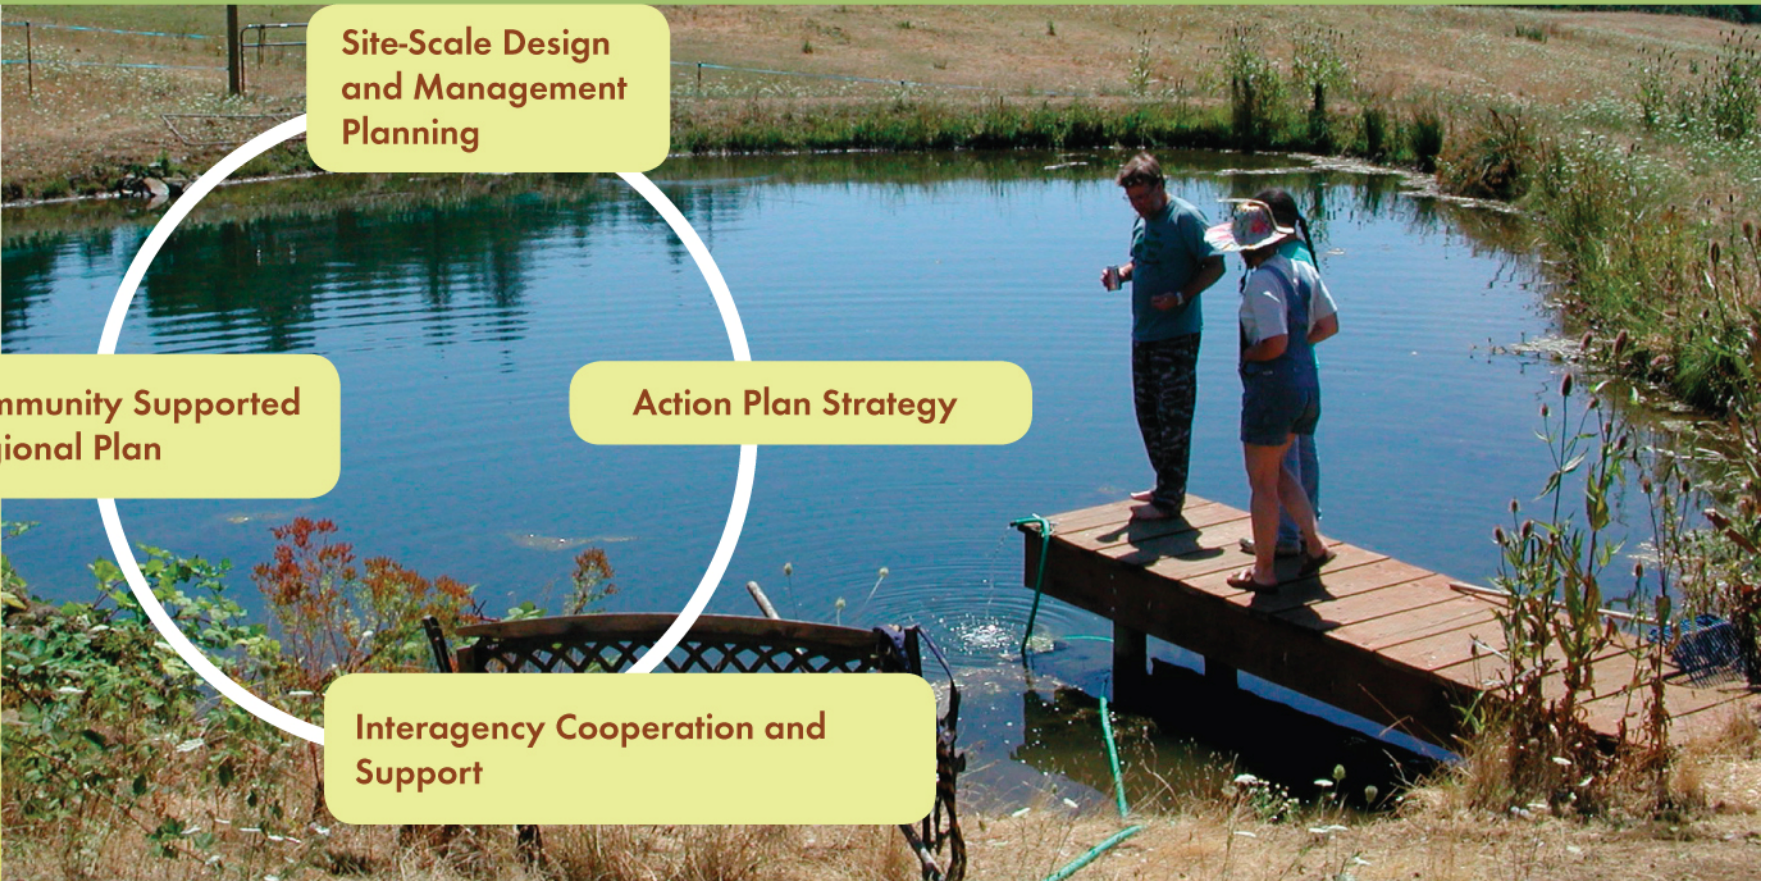 Site-Scale Design
and Management
Planning
mmunity Supported
gional Plan
Action Plan Strategy
Interagency Cooperation and
Support